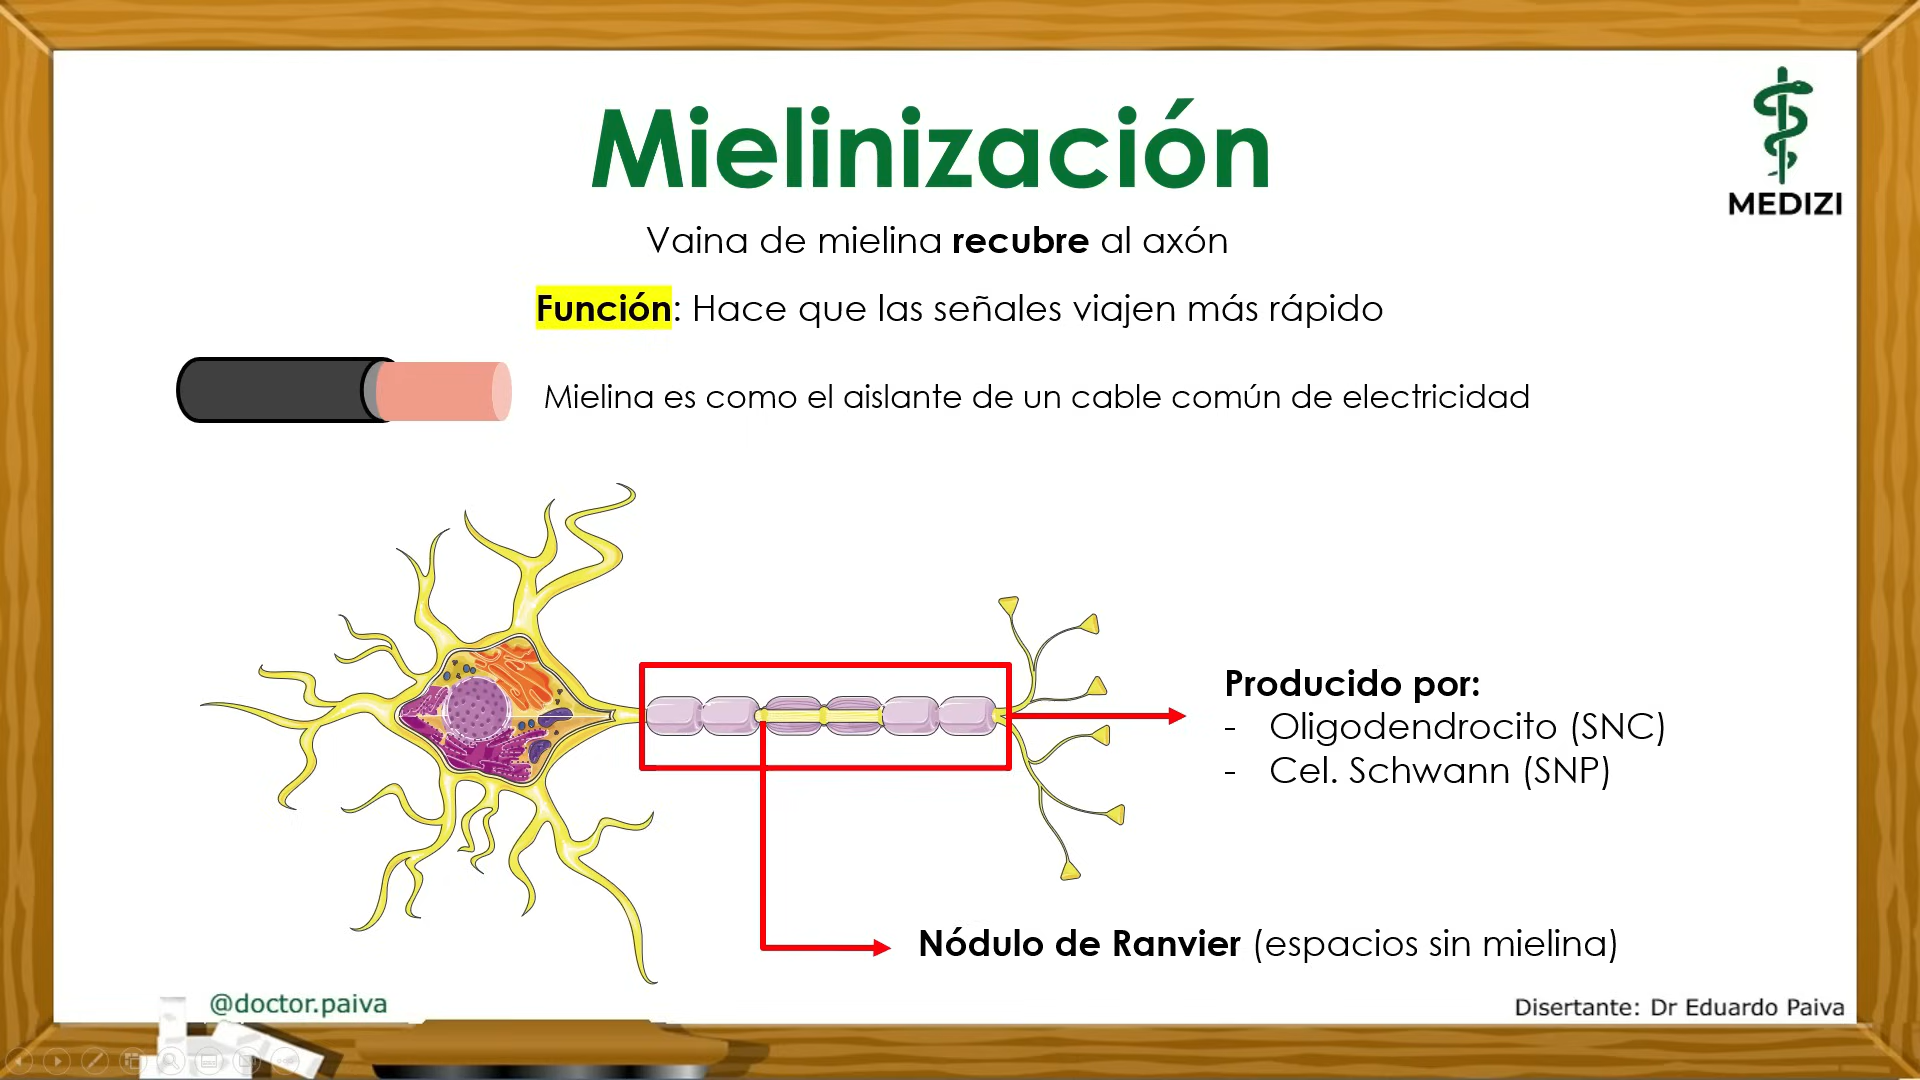 Mielinización
MEDIZI
Vaina de mielina recubre al axón
Función: Hace que las señales viajen más rápido
Mielina es como el aislante de un cable común de electricidad
Producido por:
- Oligodendrocito (SNC)
- Cel. Schwann (SNP)
Nódulo de Ranvier (espacios sin mielina)
@doctor.paiva
Disertante: Dr Eduardo Paiva